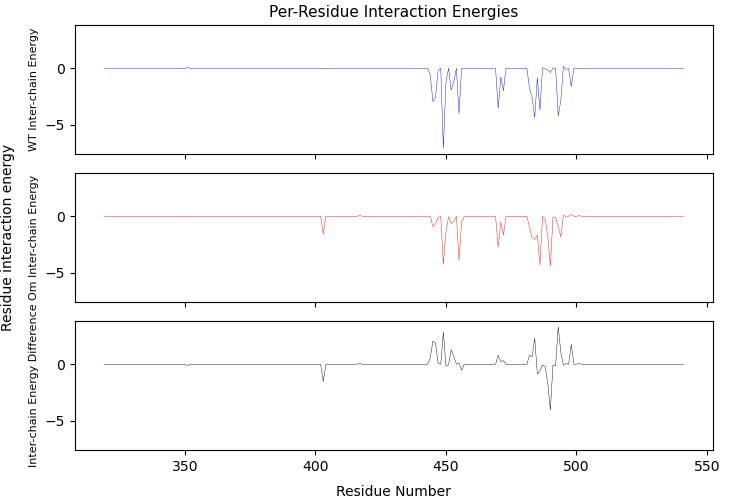 Per-Residue Interaction Energies
WT Inter-chain Energy
0
−5
Om Inter-chain Energy
0
−5
Residue interaction energy
Inter-chain Energy Difference
0
−5
350
400
450
500
550
Residue Number